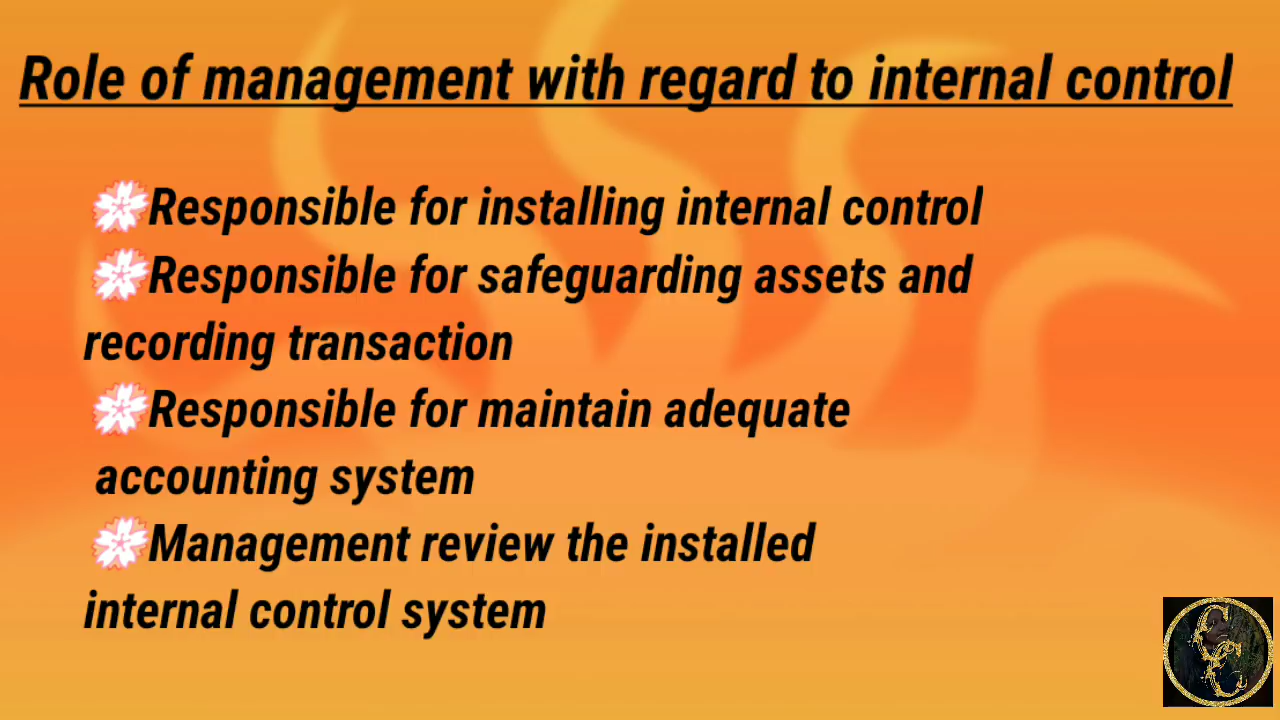 Role of management with regard to internal control
Responsible for installing internal control
Responsible for safeguarding assets and
recording transaction
Responsible for maintain adequate
accounting system
Management review the installed
internal control system